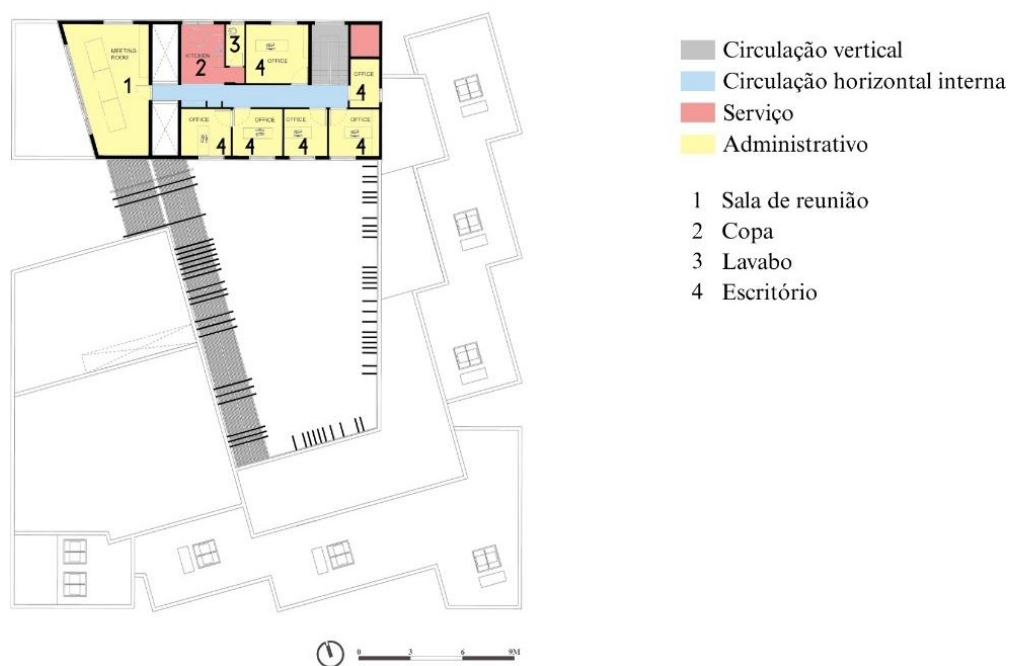 MEETING
ROOM
1
KITCHEN
2
3
4
OFFICE
OFFICE
4
OFFICE
4
OFFICE
4
OFFICE
4
OFFICE
4
Circulação vertical
Circulação horizontal interna
Serviço
Administrativo
1 Sala de reunião
2 Copa
3 Lavabo
4 Escritório
0 3 6 9M